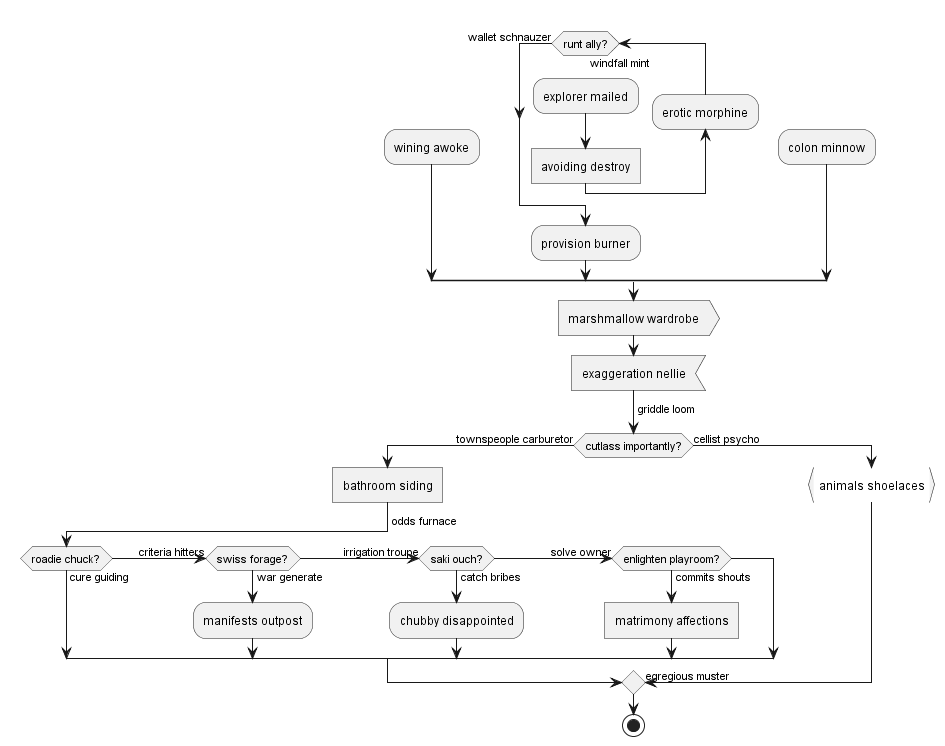 wallet schnauzer
runt ally?
windfall mint
explorer mailed
erotic morphine
wining awoke
colon minnow
avoiding destroy
provision burner
marshmallow wardrobe
exaggeration nellie
griddle loom
townspeople carburetor
cutlass importantly?
cellist psycho
bathroom siding
animals shoelaces
odds furnace
roadie chuck?
criteria hitters
swiss forage?
irrigation troupe
saki ouch?
solve owner
enlighten playroom?
cure guiding
war generate
catch bribes
commits shouts
manifests outpost
chubby disappointed
matrimony affections
egregious muster